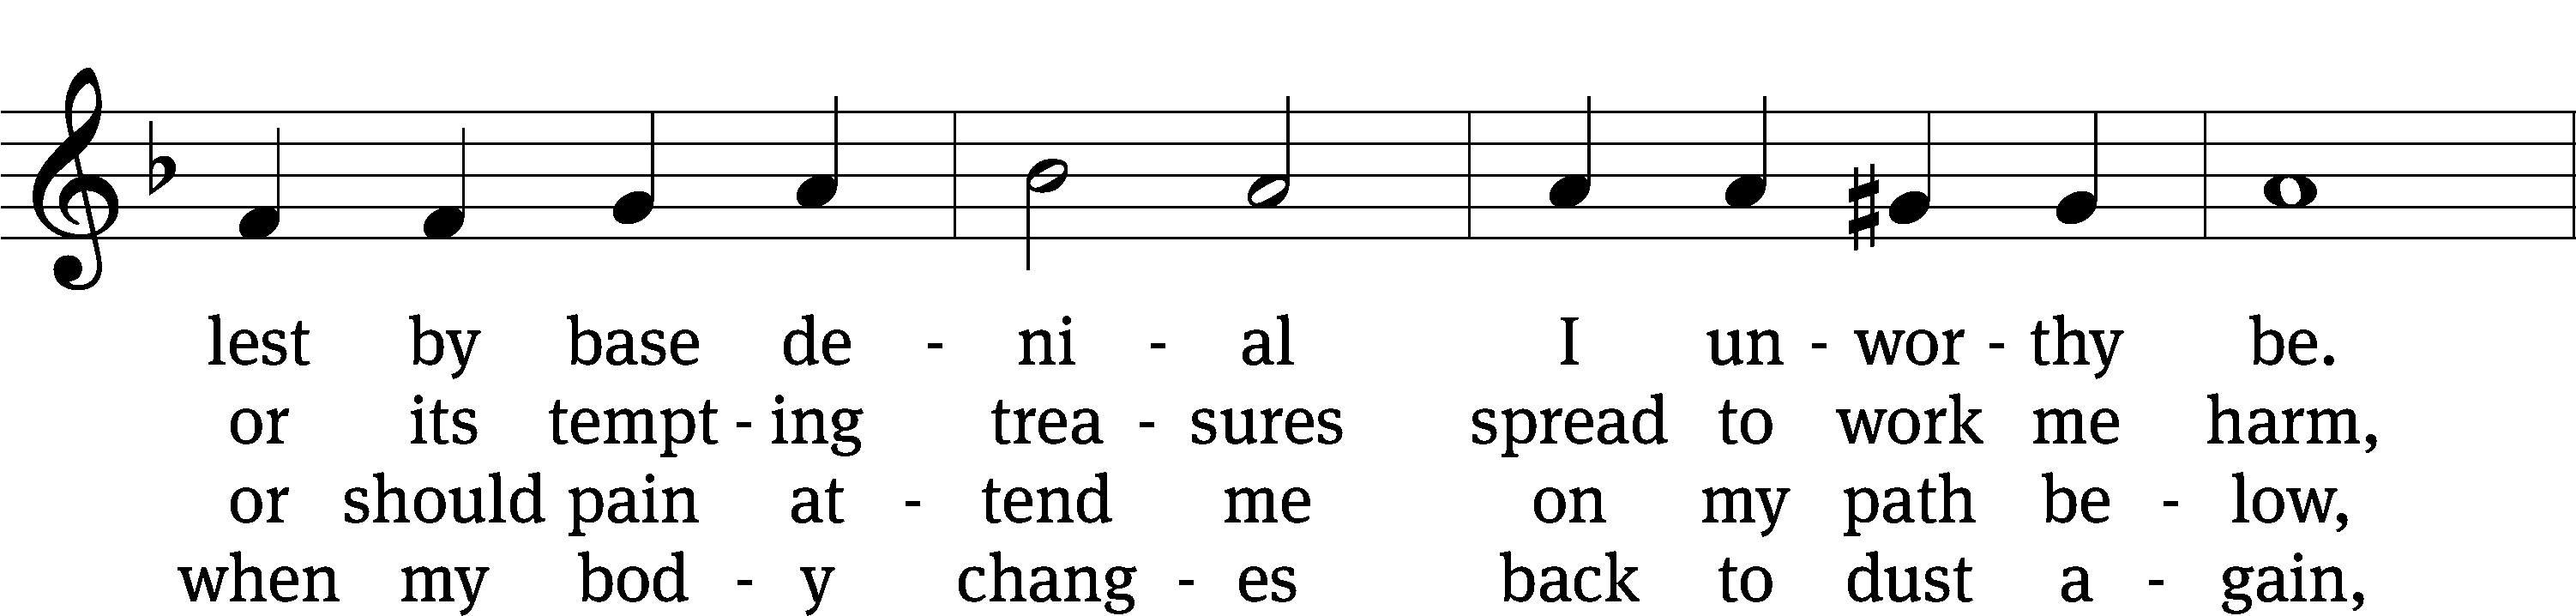 lest by base de - ni - al I un - wor - thy be.
or its tempt - ing trea - sures spread to work me harm,
or should pain at - tend me on my path be - low,
when my bod - y chang - es back to dust a - gain,